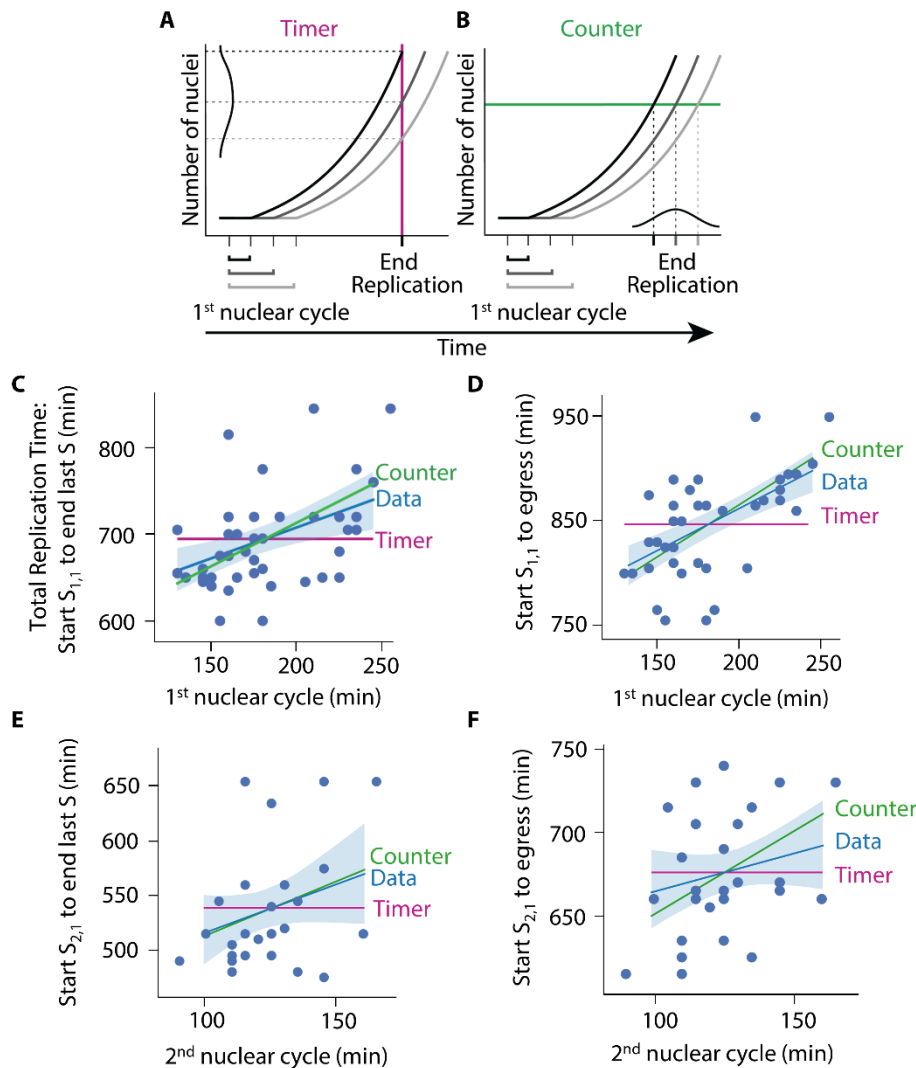 A
Timer
Number of nuclei
End
Replication
1st nuclear cycle
B
Counter
Number of nuclei
End
Replication
1st nuclear cycle
Time
C
Total Replication Time:
Start S1,1 to end last S (min)
800
700
600
Counter
Data
Timer
150
200
250
1st nuclear cycle (min)
D
Start S1,1 to egress (min)
950
850
750
Counter
Data
Timer
150
200
250
1st nuclear cycle (min)
E
Start S2,1 to end last S (min)
650
600
550
500
Counter
Data
Timer
100
150
2nd nuclear cycle (min)
F
Start S2,1 to egress (min)
750
700
650
Counter
Data
Timer
100
150
2nd nuclear cycle (min)